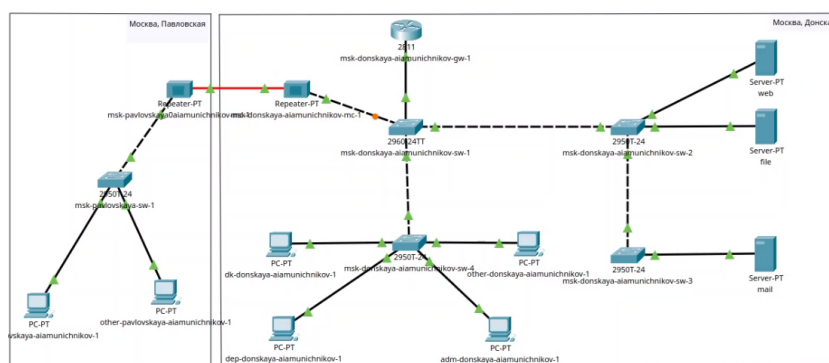 Москва, Павловская
Москва, Донска
2811
msk-donskaya-aiamunichnikov-gw-1
Server-PT
web
Repeater-PT
Repeater-PT
msk-donskaya-aiamunichnikov-mc-1
2960-24TT
msk-donskaya-aiamunichnikov-sw-1
2950T-24
msk-donskaya-aiamunichnikov-sw-2
Server-PT
file
2950T-24
msk-pavlovskaya-sw-1
2950T-24
msk-donskaya-aiamunichnikov-sw-4
PC-PT
dk-donskaya-aiamunichnikov-1
PC-PT
other-donskaya-aiamunichnikov-1
2950T-24
msk-donskaya-aiamunichnikov-sw-3
Server-PT
mail
PC-PT
vskaya-aiamunichnikov-1
PC-PT
other-pavlovskaya-aiamunichnikov-1
PC-PT
dep-donskaya-aiamunichnikov-1
PC-PT
adm-donskaya-aiamunichnikov-1